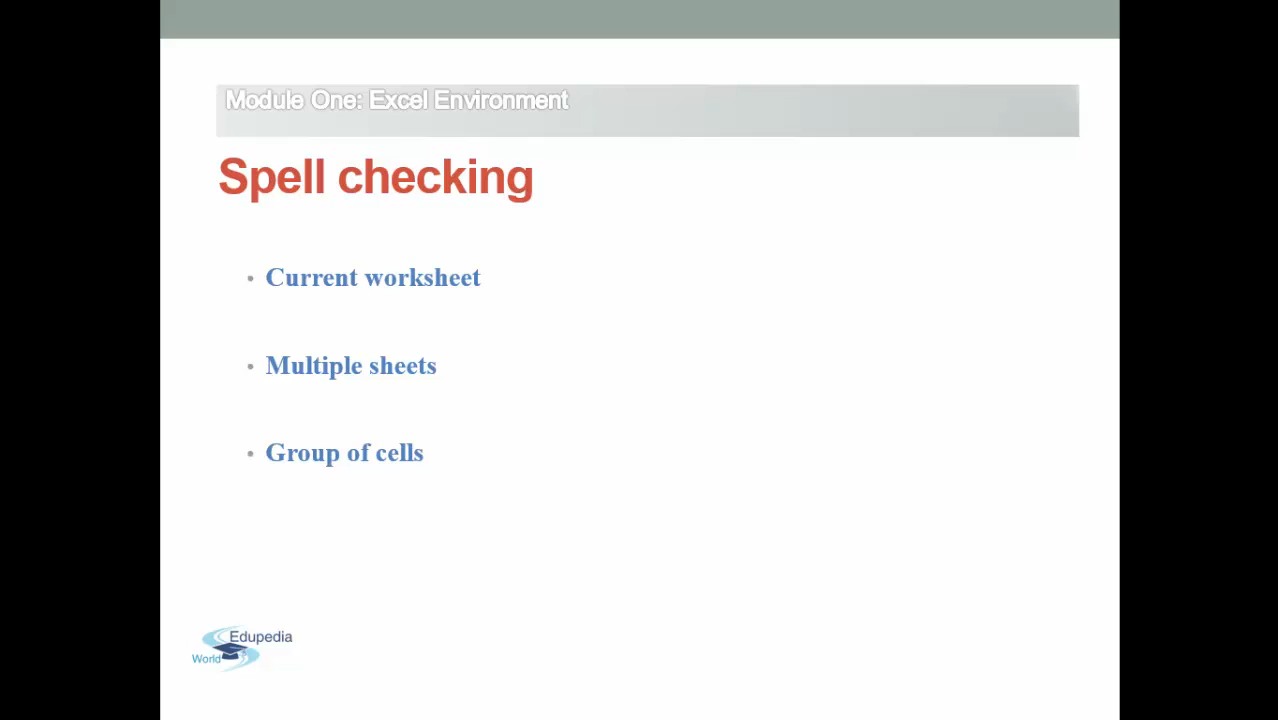 Module One: Excel Environment
Spell checking
• Current worksheet
• Multiple sheets
• Group of cells
Edupedia
World